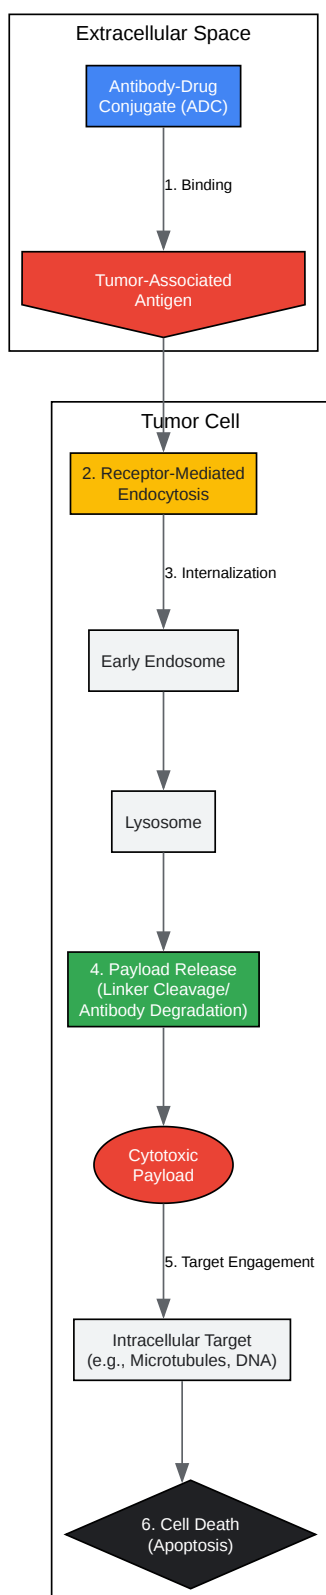 Extracellular Space
Antibody-Drug
Conjugate (ADC)
1. Binding
Tumor-Associated
Antigen
Tumor Cell
2. Receptor-Mediated
Endocytosis
3. Internalization
Early Endosome
Lysosome
4. Payload Release
(Linker Cleavage/
Antibody Degradation)
Cytotoxic
Payload
5. Target Engagement
Intracellular Target
(e.g., Microtubules, DNA)
6. Cell Death
(Apoptosis)